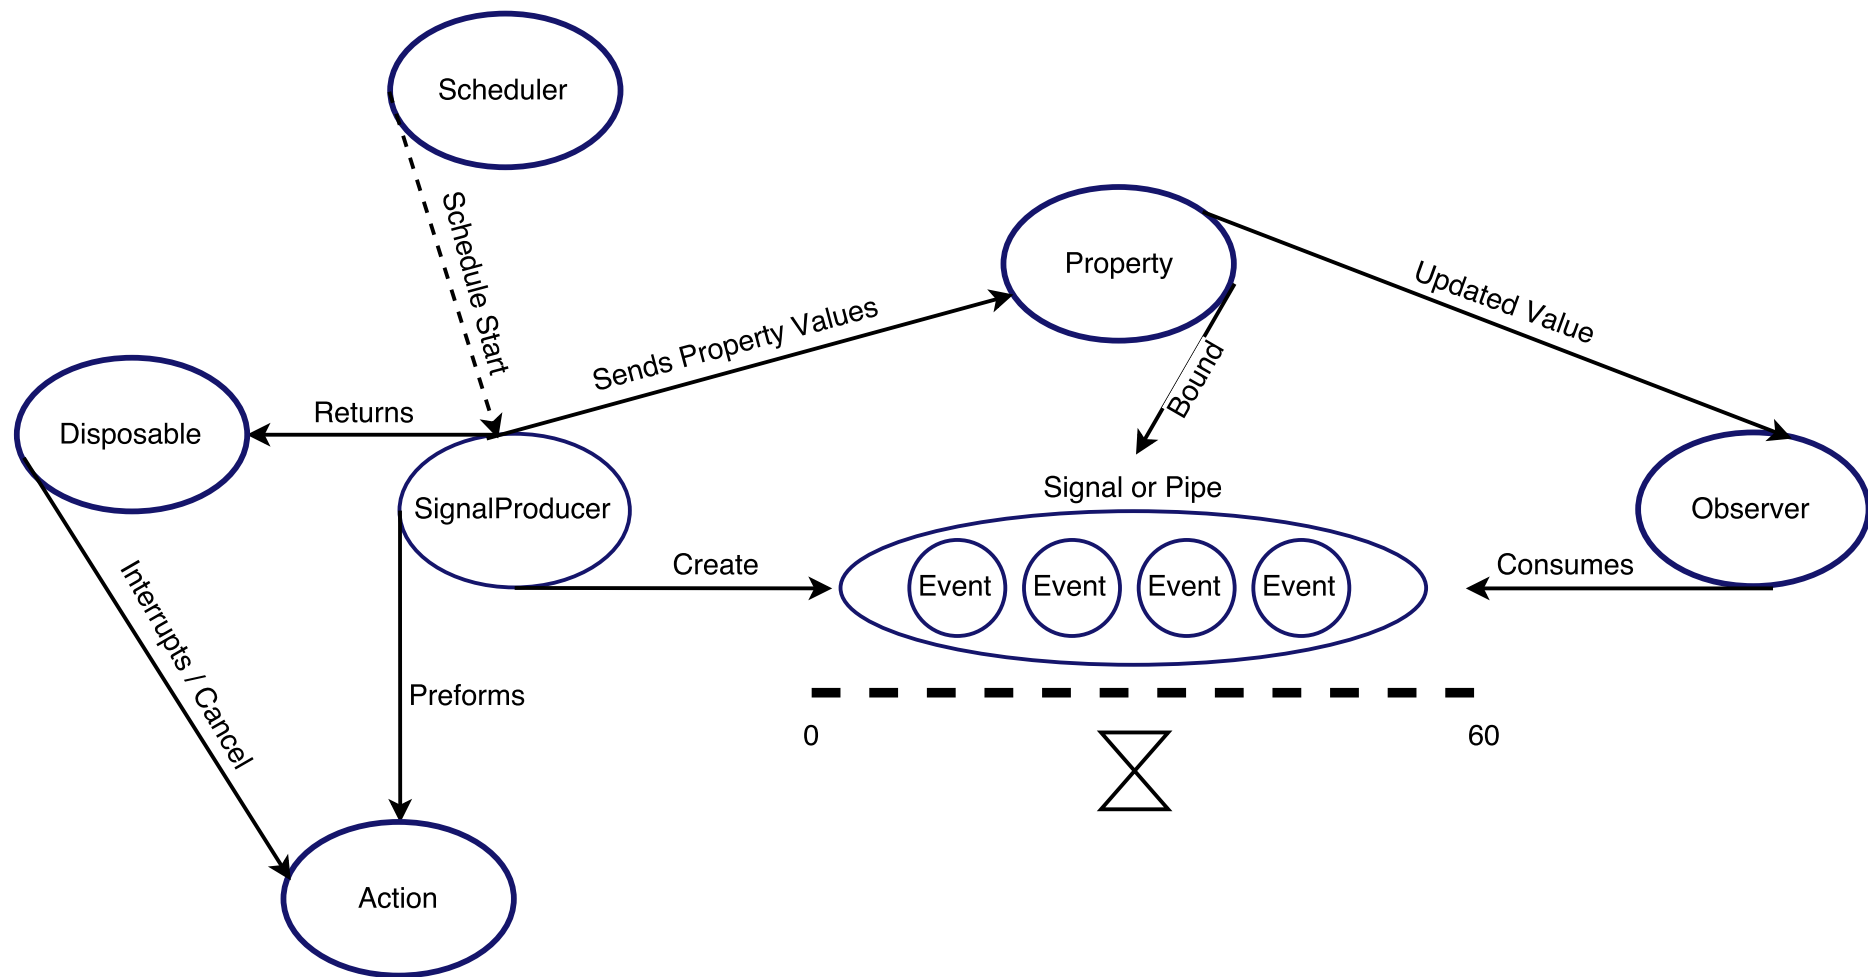 Scheduler
Schedule Start
Property
Updated Value
Sends Property Values
Bound
Returns
Disposable
SignalProducer
Signal or Pipe
Observer
Create
Event
Event
Event
Event
Consumes
Interrupts / Cancel
Preforms
0
60
Action